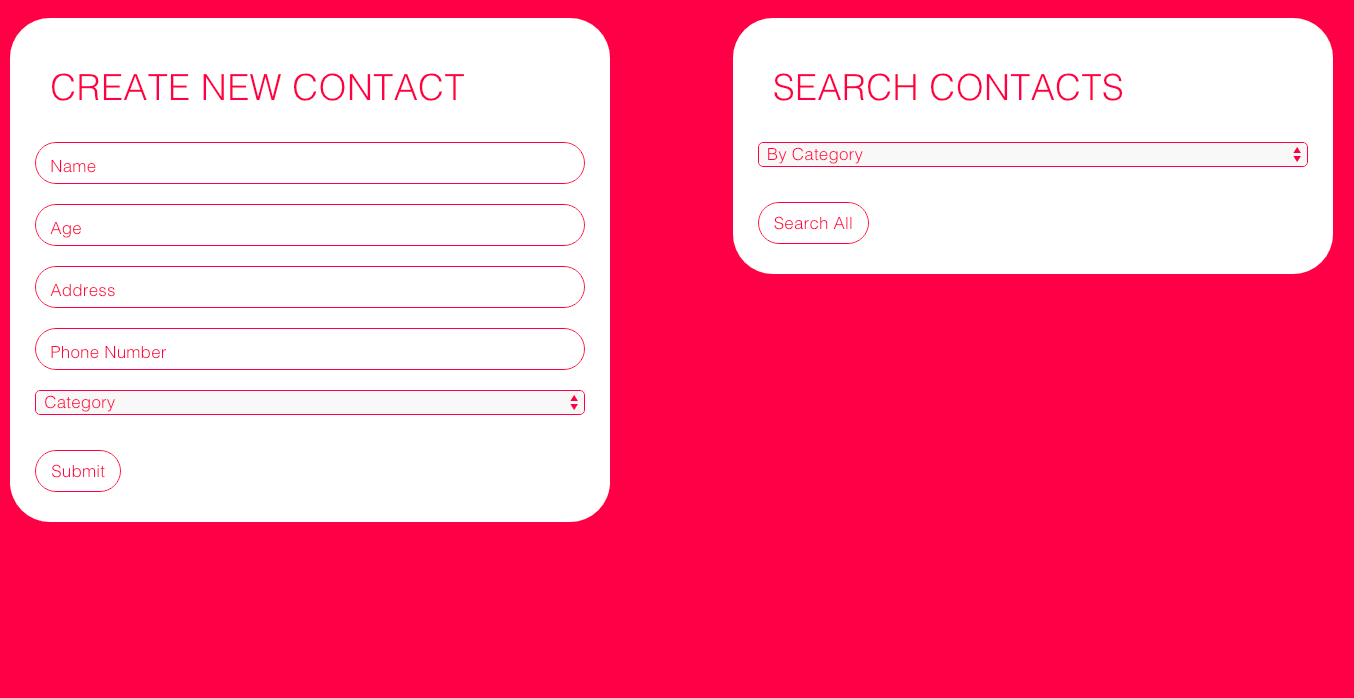 CREATE NEW CONTACT
Name
Age
Address
Phone Number
Category
Submit
SEARCH CONTACTS
By Category
Search All